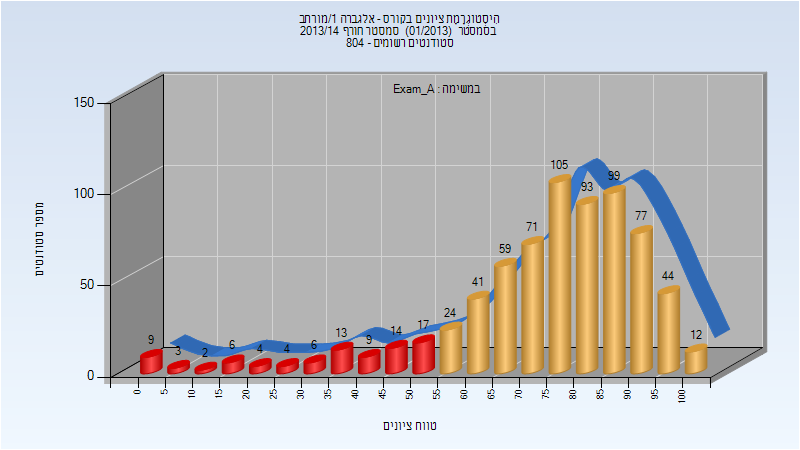 היסטוגרמת ציונים בקורס - אלגברה 1/מורחב
בסמסטר (01/2013) סמסטר חורף 2013/14
סטודנטים רשומים - 804
במשימה : Exam_A
מספר סטודנטים
150
100
50
0
9 3 2 6 4 4 6 13 9 14 17 24 41 59 71 105 93 99 77 44 12
0 5 10 15 20 25 30 35 40 45 50 55 60 65 70 75 80 85 90 95 100
טווח ציונים